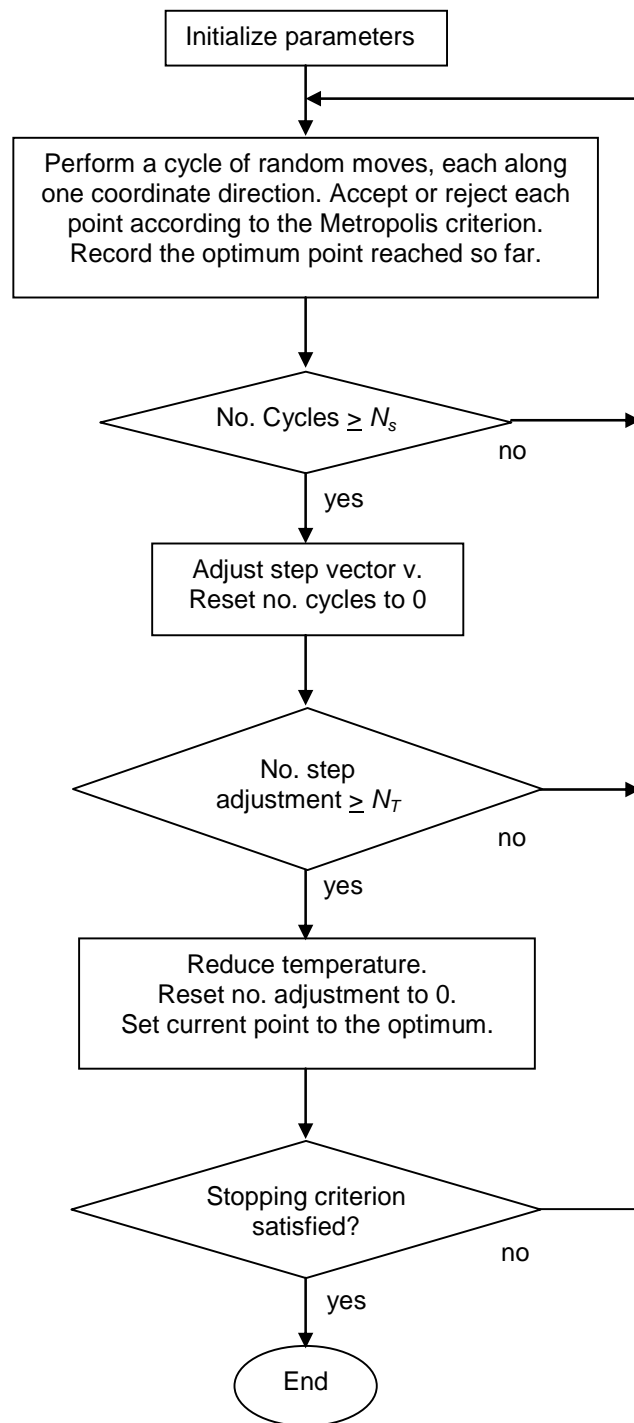 Initialize parameters
Perform a cycle of random moves, each along
one coordinate direction. Accept or reject each
point according to the Metropolis criterion.
Record the optimum point reached so far.
No. Cycles ≥ Ns
no
yes
Adjust step vector v.
Reset no. cycles to 0
No. step
adjustment ≥ NT
no
yes
Reduce temperature.
Reset no. adjustment to 0.
Set current point to the optimum.
Stopping criterion
satisfied?
no
yes
End